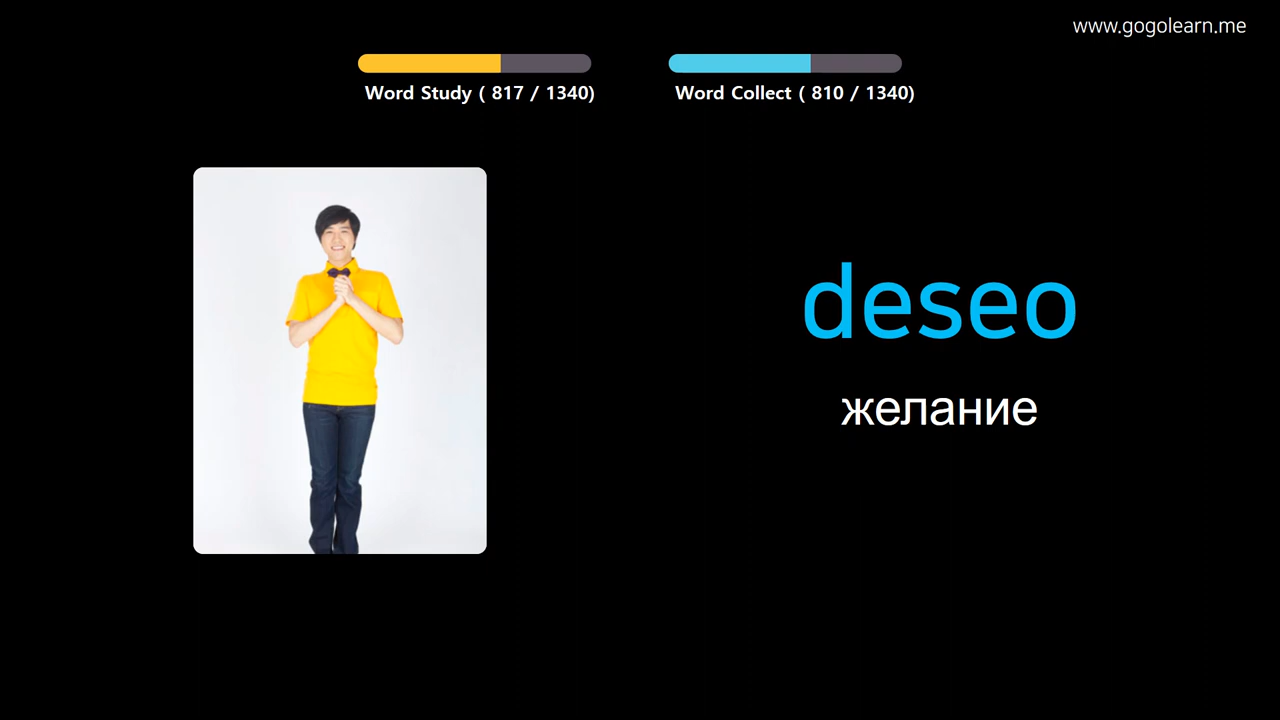 www.gogolearn.me
Word Study ( 817 / 1340)
Word Collect ( 810 / 1340)
deseo
желание